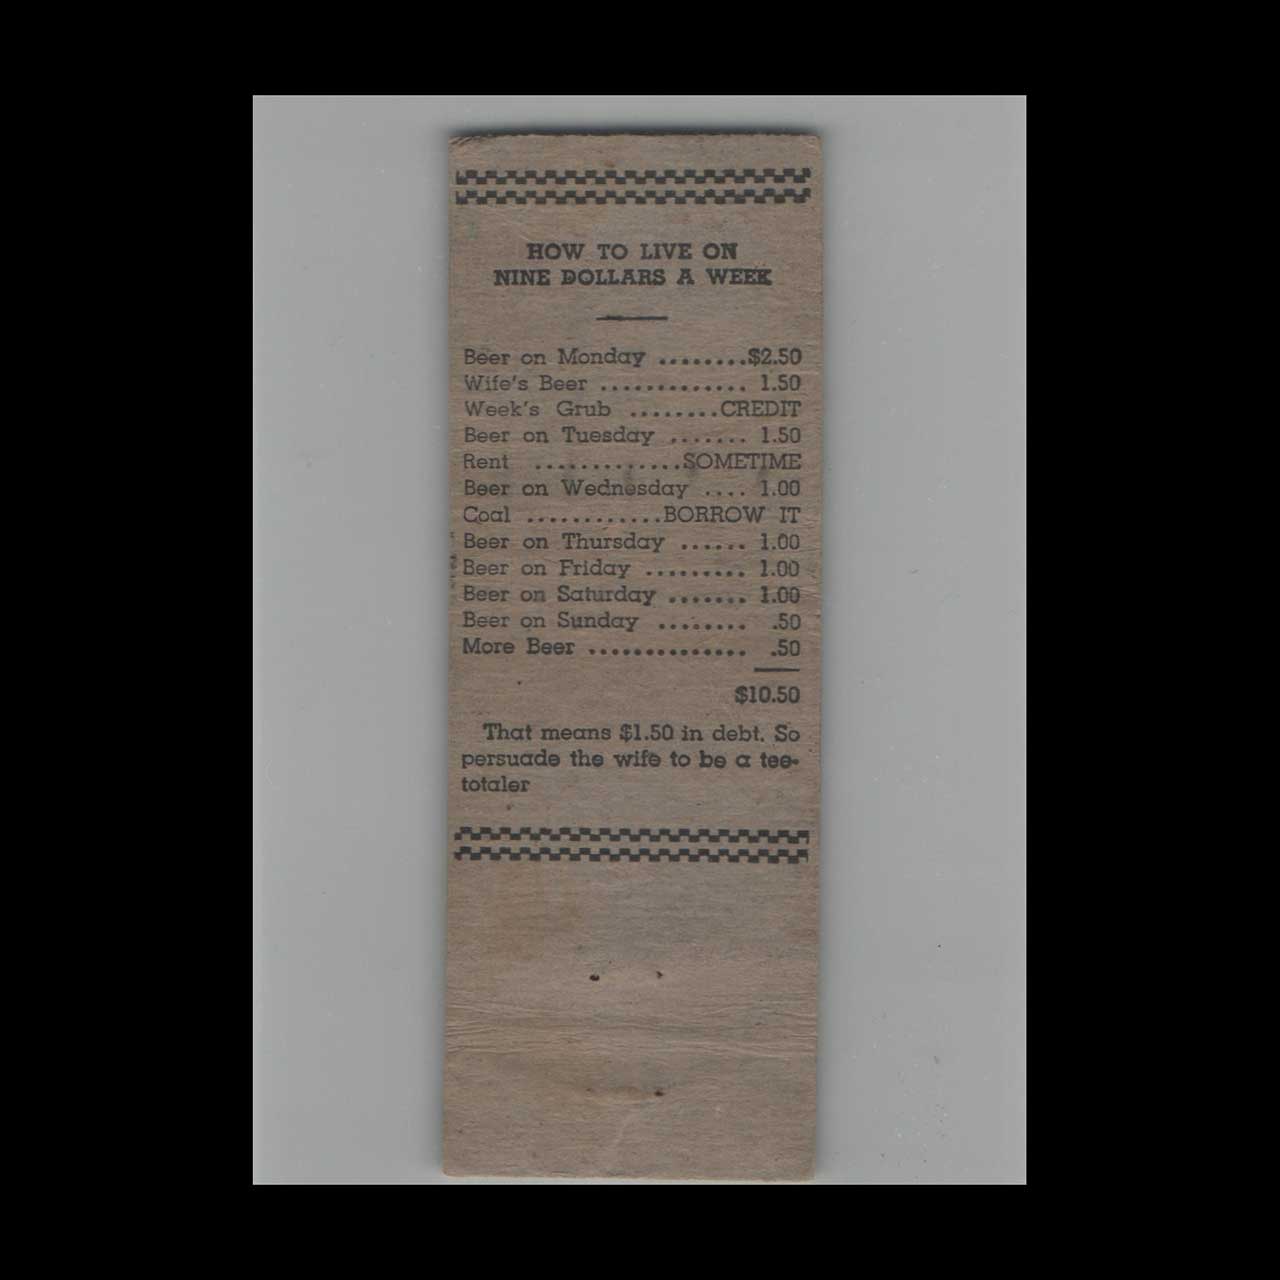 HOW TO LIVE ON
NINE DOLLARS A WEEK
Beer on Monday ........$2.50
Wife's Beer ............. 1.50
Week's Grub ........CREDIT
Beer on Tuesday ....... 1.50
Rent .............SOMETIME
Beer on Wednesday .... 1.00
Coal ............BORROW IT
Beer on Thursday ...... 1.00
Beer on Friday ......... 1.00
Beer on Saturday ....... 1.00
Beer on Sunday ........ .50
More Beer .............. .50
$10.50
That means $1.50 in debt. So
persuade the wife to be a tee-
totaler